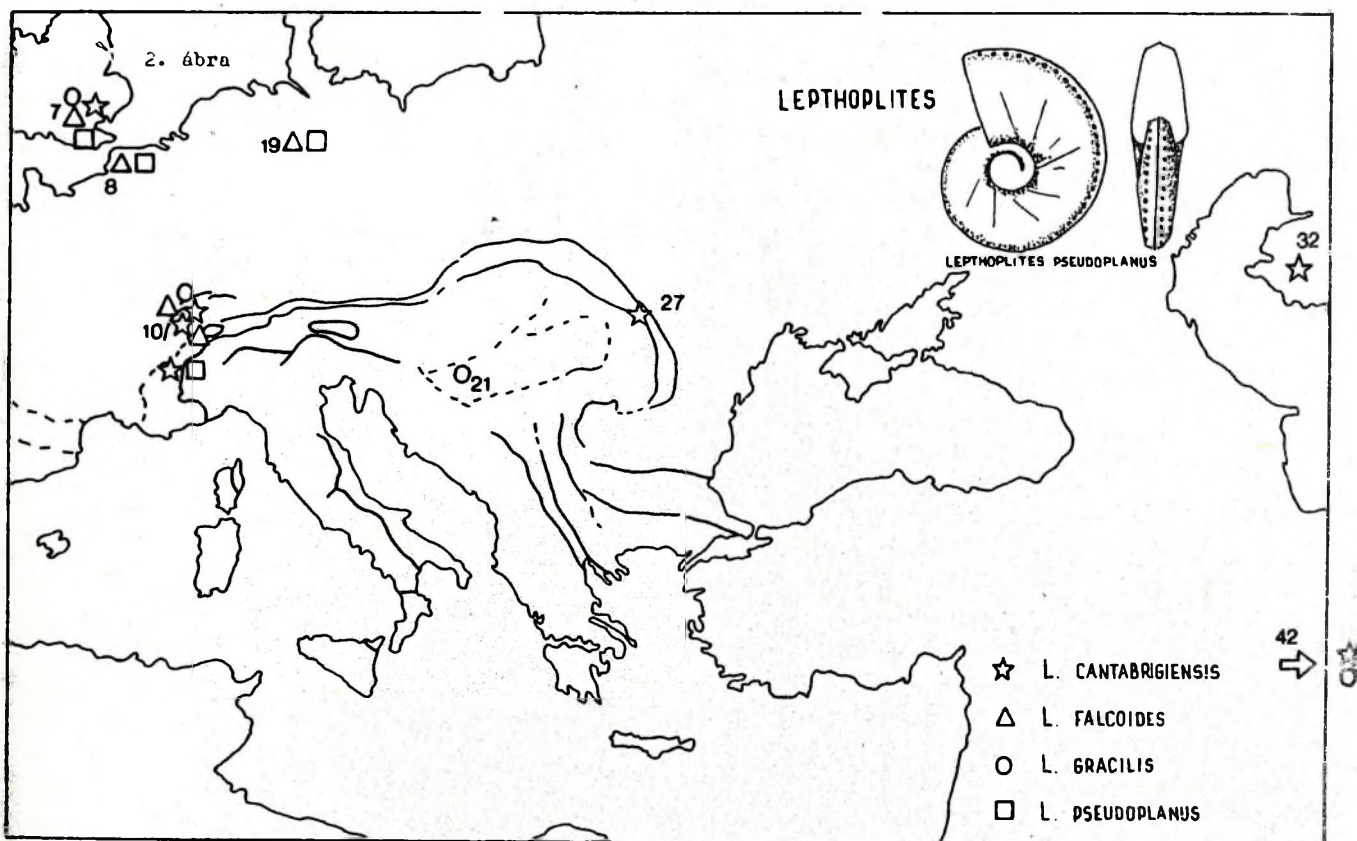 2. ábra
LEPTHOPLITES
7
19
8
LEPTHOPLITES PSEUDOPLANUS
32
27
10
21
42
L. CANTABRIGIENSIS
L. FALCOIDES
L. GRACILIS
L. PSEUDOPLANUS